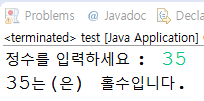 Problems @ Javadoc Decla
<terminated> test [Java Application]
정수를 입력하세요 : 35
35는(은) 홀수입니다.